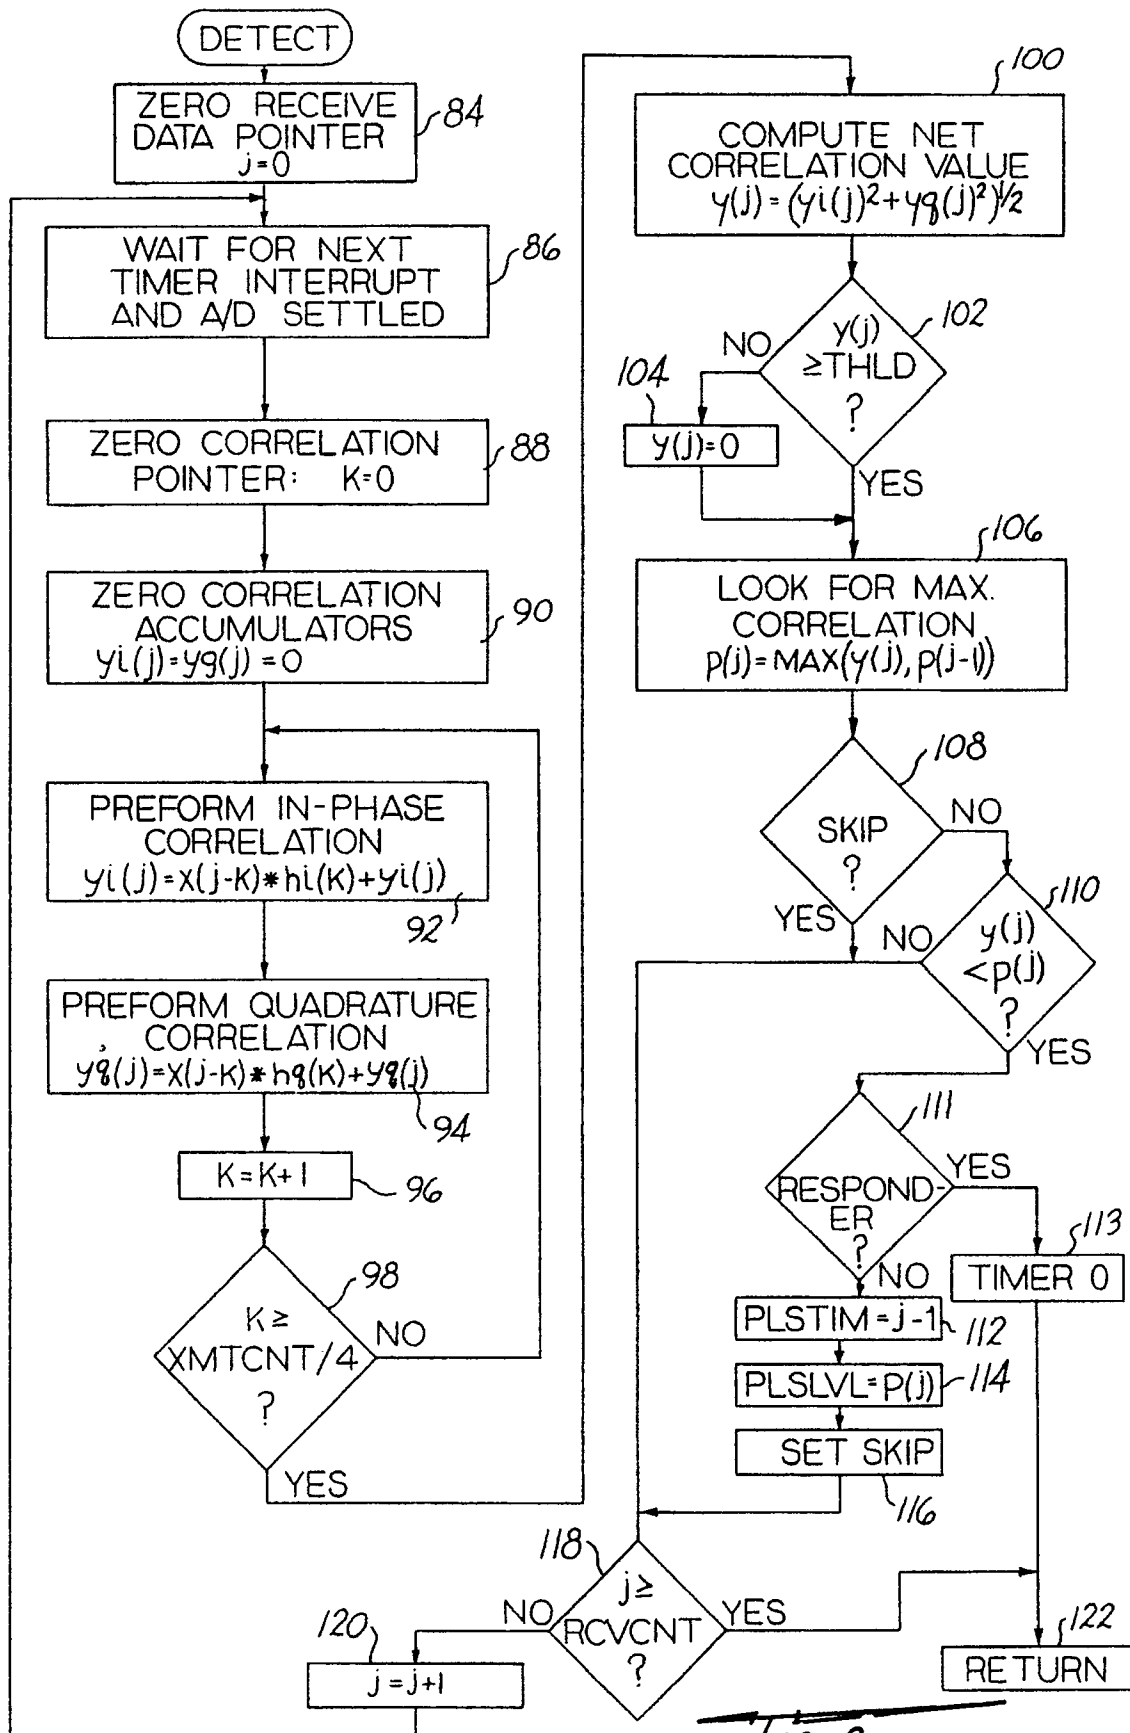 DETECT
ZERO RECEIVE
DATA POINTER
j=0
84
WAIT FOR NEXT
TIMER INTERRUPT
AND A/D SETTLED
86
ZERO CORRELATION
POINTER: K=0
88
ZERO CORRELATION
ACCUMULATORS
yi(j)=yq(j)=0
90
PREFORM IN-PHASE
CORRELATION
yi(j)=X(j-K)*hi(K)+yi(j)
92
PREFORM QUADRATURE
CORRELATION
yq(j)=X(j-K)*hq(K)+yq(j)
94
K=K+1
96
K≥
XMTCNT/4
?
98
NO
YES
100
COMPUTE NET
CORRELATION VALUE
y(j)=(yi(j)²+yq(j)²)½
102
y(j)
≥THLD
?
NO
104
y(j)=0
YES
106
LOOK FOR MAX.
CORRELATION
p(j)=MAX(y(j),p(j-1))
108
SKIP
?
NO
YES
110
y(j)
<p(j)
?
NO
YES
111
RESPOND-
ER
?
YES
113
TIMER 0
NO
PLSTIM=j-1
112
PLSLVL=P(j)
114
SET SKIP
116
118
j≥
RCVCNT
?
NO
YES
120
j=j+1
122
RETURN